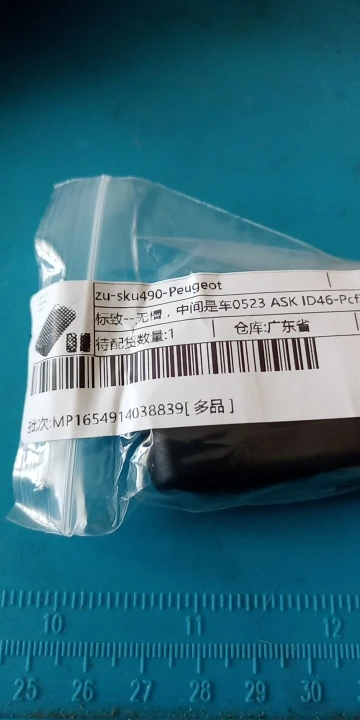 zu-sku490-Peugeot
标致--无槽，中间是车0523 ASK ID46-Pcf
待配货数量:1 仓库:广东省
批次:MP1654914038839[ 多品 ]
10 11 12
25 26 27 28 29 30